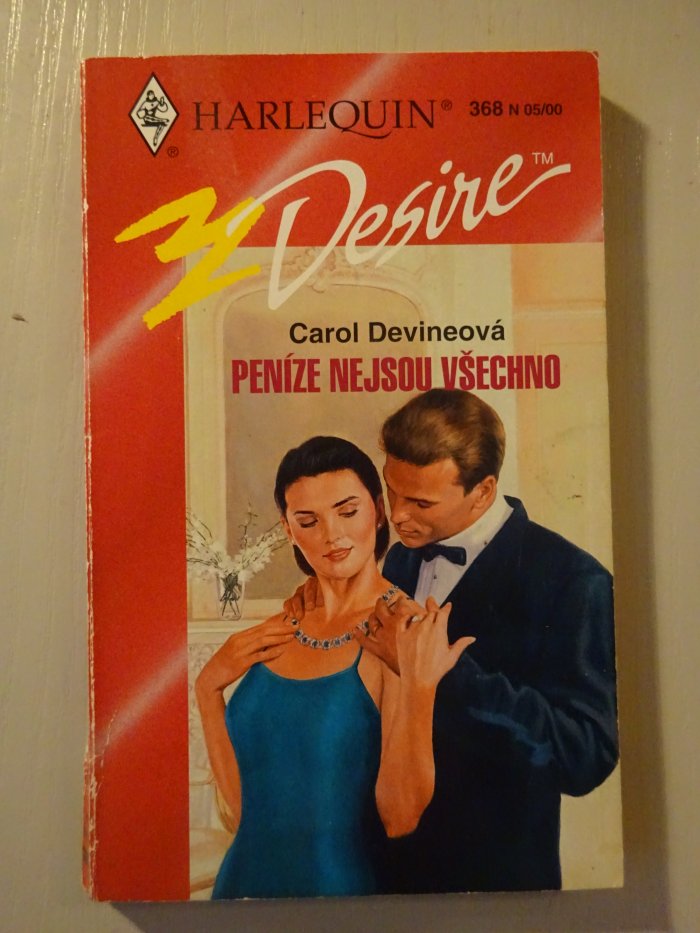 HARLEQUIN® 368 N 05/00
®
Desire™
Carol Devineová
PENÍZE NEJSOU VŠECHNO